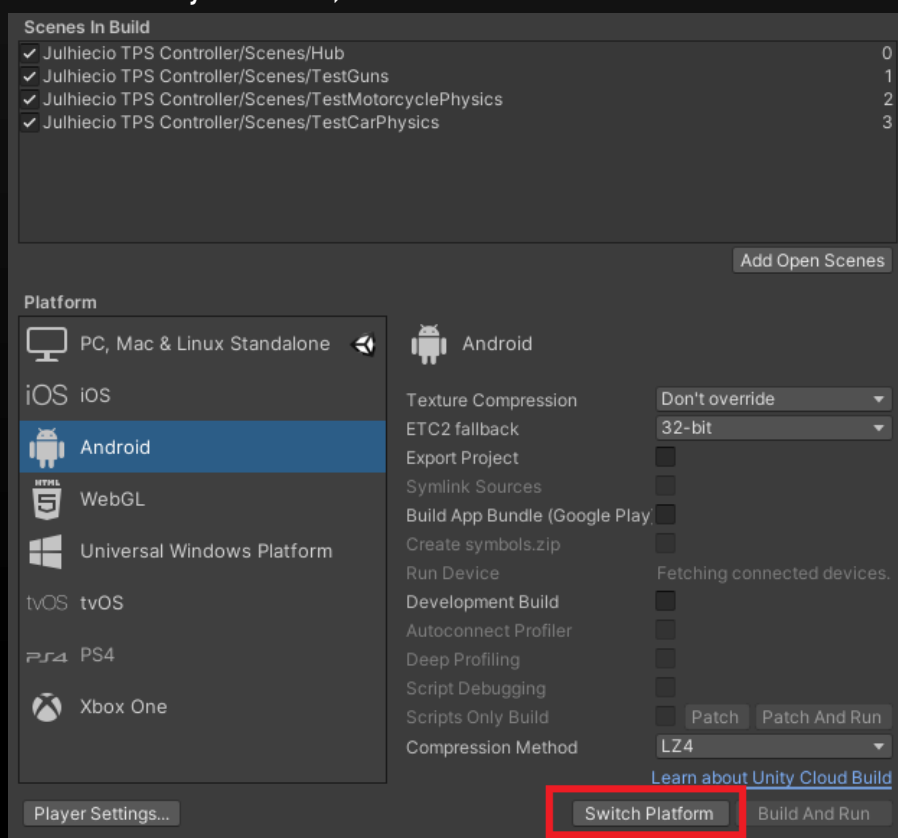 Scenes In Build
Julhiecio TPS Controller/Scenes/Hub 0
Julhiecio TPS Controller/Scenes/TestGuns 1
Julhiecio TPS Controller/Scenes/TestMotorcyclePhysics 2
Julhiecio TPS Controller/Scenes/TestCarPhysics 3
Add Open Scenes
Platform
PC, Mac & Linux Standalone
iOS iOS
Android
HTML 5 WebGL
Universal Windows Platform
tvOS tvOS
PS4 PS4
Xbox One
Android
Texture Compression Don't override
ETC2 fallback 32-bit
Export Project
Symlink Sources
Build App Bundle (Google Play
Create symbols.zip
Run Device Fetching connected devices.
Development Build
Autoconnect Profiler
Deep Profiling
Script Debugging
Scripts Only Build Patch Patch And Run
Compression Method LZ4
Learn about Unity Cloud Build
Player Settings... Switch Platform Build And Run